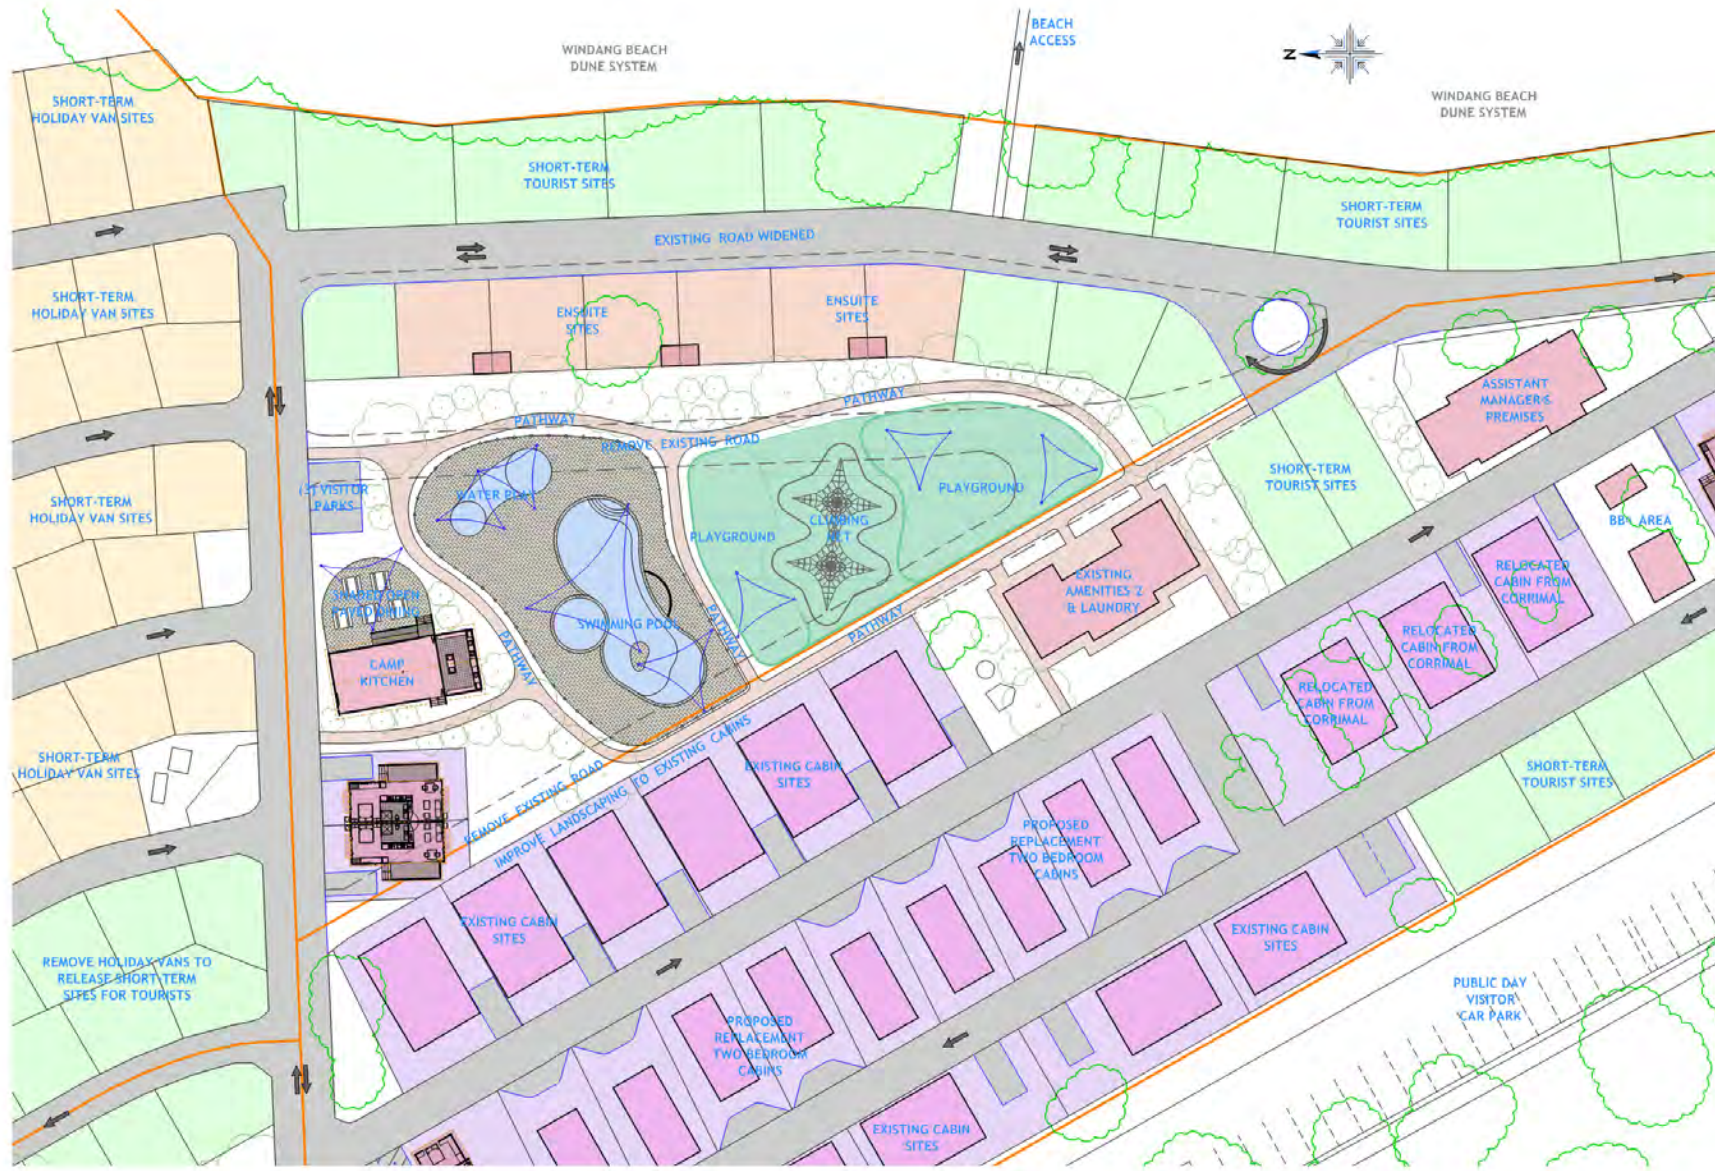 BEACH
ACCESS
WINDANG BEACH
DUNE SYSTEM
Z
WINDANG BEACH
DUNE SYSTEM
SHORT-TERM
HOLIDAY VAN SITES
SHORT-TERM
TOURIST SITES
SHORT-TERM
TOURIST SITES
EXISTING ROAD WIDENED
SHORT-TERM
HOLIDAY VAN SITES
ENSUITE
SITES
ENSUITE
SITES
ASSISTANT
MANAGER'S
PREMISES
PATHWAY
PATHWAY
REMOVE EXISTING ROAD
SHORT-TERM
TOURIST SITES
(3) VISITOR
PARKS
WATER PLAY
PLAYGROUND
SHORT-TERM
HOLIDAY VAN SITES
PLAYGROUND
CLIMBING
NET
BBQ AREA
EXISTING
AMENITIES 2
& LAUNDRY
RELOCATED
CABIN FROM
CORRIMAL
SHADED OPEN
PAVED DINING
SWIMMING POOL
PATHWAY
PATHWAY
PATHWAY
RELOCATED
CABIN FROM
CORRIMAL
CAMP
KITCHEN
RELOCATED
CABIN FROM
CORRIMAL
SHORT-TERM
HOLIDAY VAN SITES
EXISTING CABIN
SITES
SHORT-TERM
TOURIST SITES
REMOVE EXISTING ROAD
IMPROVE LANDSCAPING TO EXISTING CABINS
PROPOSED
REPLACEMENT
TWO BEDROOM
CABINS
EXISTING CABIN
SITES
EXISTING CABIN
SITES
REMOVE HOLIDAY VANS TO
RELEASE SHORT-TERM
SITES FOR TOURISTS
PUBLIC DAY
VISITOR
CAR PARK
PROPOSED
REPLACEMENT
TWO BEDROOM
CABINS
EXISTING CABIN
SITES